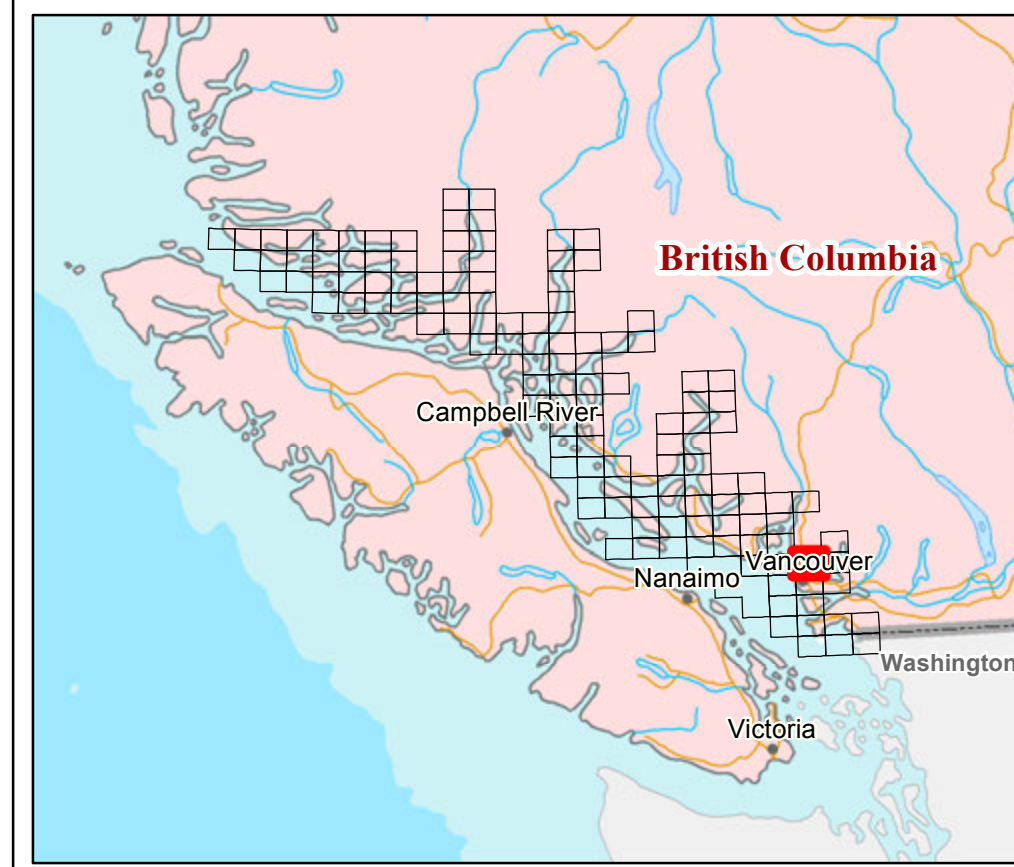 British Columbia
Campbell River
Vancouver
Nanaimo
Washington
Victoria